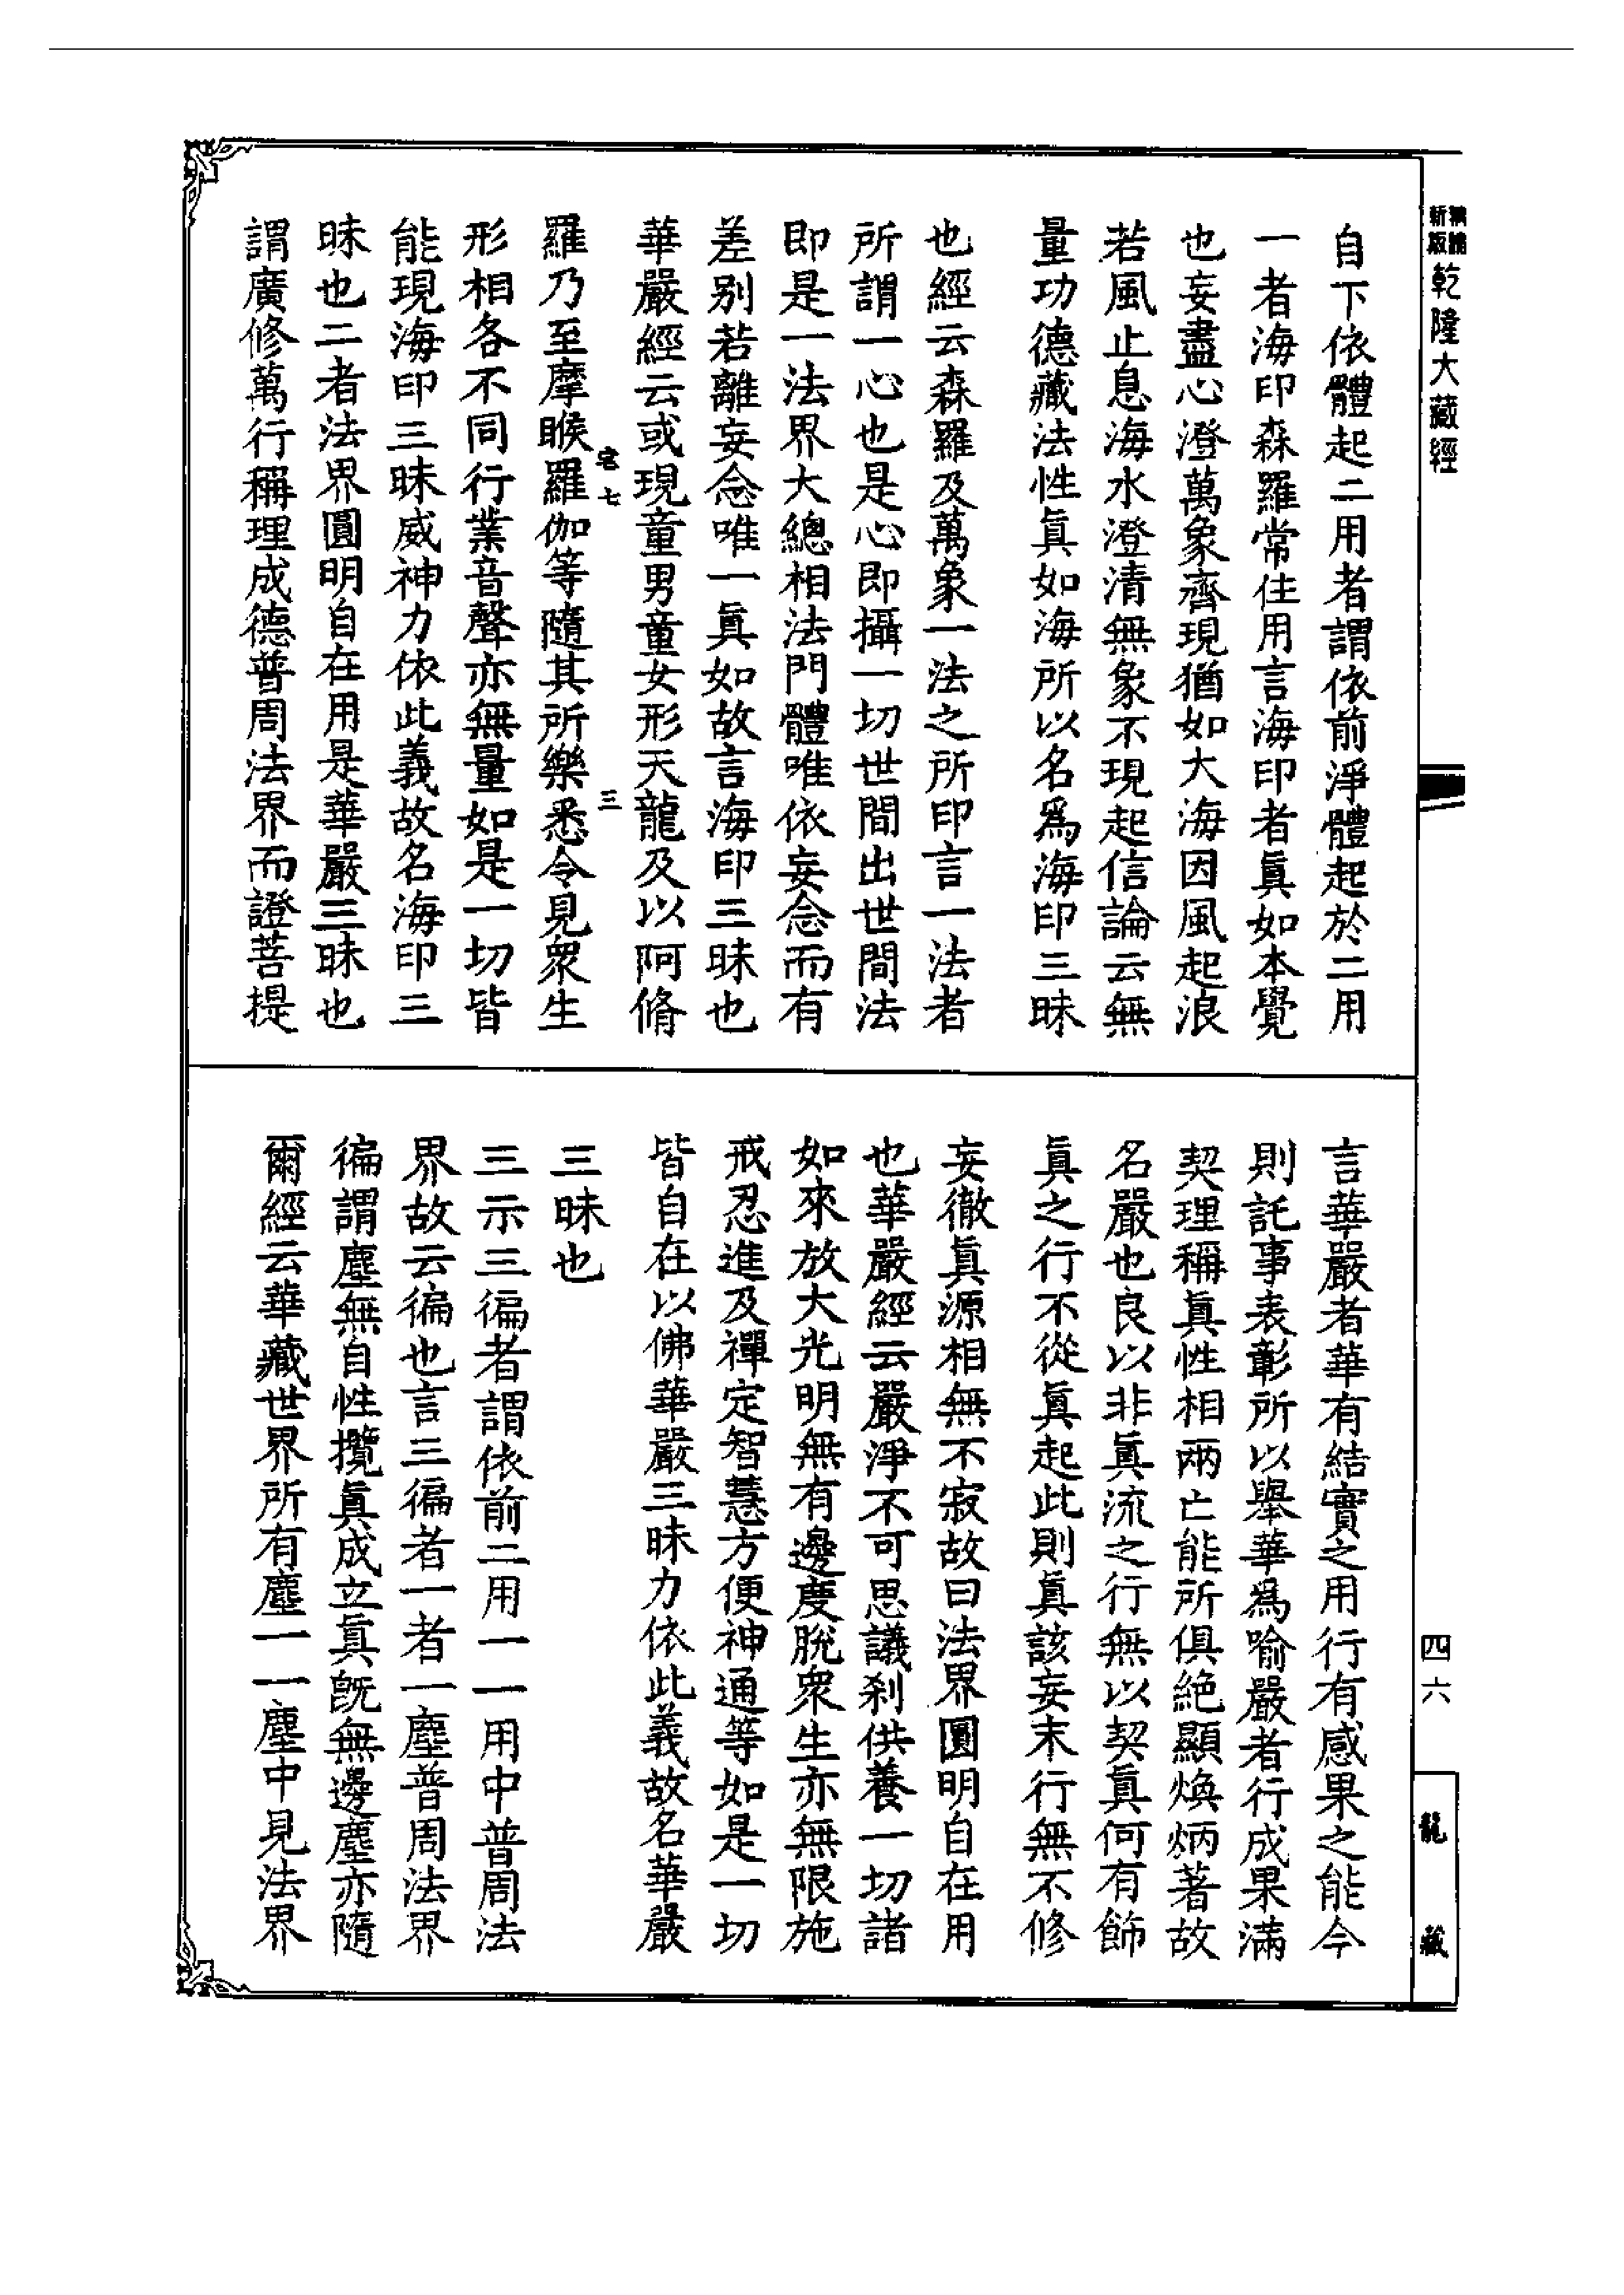 新版
乾隆大藏經
自下依體起二用者謂依前淨體起於二用
一者海印森羅常住用言海印者眞如本覺
也妄盡心澄萬象齊現猶如大海因風起浪
若風止息海水澄清無象不現起信論云無
量功德藏法性眞如海所以名爲海印三昧
也經云森羅及萬象一法之所印言一法者
所謂一心也是心即攝一切世間出世間法
即是一法界大總相法門體唯依妄念而有
差別若離妄念唯一眞如故言海印三昧也
華嚴經云或現童男童女形天龍及以阿脩
宅七 三
羅乃至摩睺羅伽等隨其所樂悉令見衆生
形相各不同行業音聲亦無量如是一切皆
能現海印三昧威神力依此義故名海印三
昧也二者法界圓明自在用是華嚴三昧也
謂廣修萬行稱理成德普周法界而證菩提
言華嚴者華有結實之用行有感果之能今
則託事表彰所以舉華爲喻嚴者行成果滿
契理稱眞性相兩亡能所俱絕顯煥炳著故
名嚴也良以非眞流之行無以契眞何有飾
眞之行不從眞起此則眞該妄末行無不修
妄徹眞源相無不寂故曰法界圓明自在用
也華嚴經云嚴淨不可思議刹供養一切諸
如來放大光明無有邊度脫衆生亦無限施
戒忍進及禪定智慧方便神通等如是一切
皆自在以佛華嚴三昧力依此義故名華嚴
三昧也
三示三徧者謂依前二用一一用中普周法
界故云徧也言三徧者一者一塵普周法界
徧謂塵無自性攬眞成立眞旣無邊塵亦隨
爾經云華藏世界所有塵一一塵中見法界
四六
龍藏